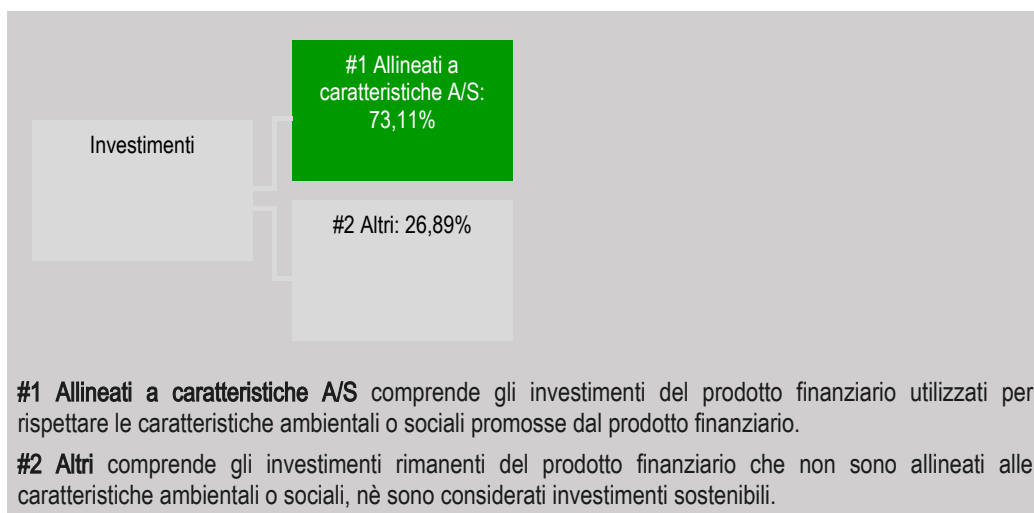 #1 Allineati a
caratteristiche A/S:
73,11%
Investimenti
#2 Altri: 26,89%
#1 Allineati a caratteristiche A/S comprende gli investimenti del prodotto finanziario utilizzati per
rispettare le caratteristiche ambientali o sociali promosse dal prodotto finanziario.
#2 Altri comprende gli investimenti rimanenti del prodotto finanziario che non sono allineati alle
caratteristiche ambientali o sociali, nè sono considerati investimenti sostenibili.